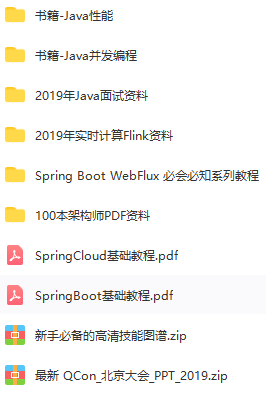 书籍-Java性能
书籍-Java并发编程
2019年Java面试资料
2019年实时计算Flink资料
Spring Boot WebFlux 必会必知系列教程
100本架构师PDF资料
SpringCloud基础教程.pdf
SpringBoot基础教程.pdf
新手必备的高清技能图谱.zip
最新 QCon_北京大会_PPT_2019.zip